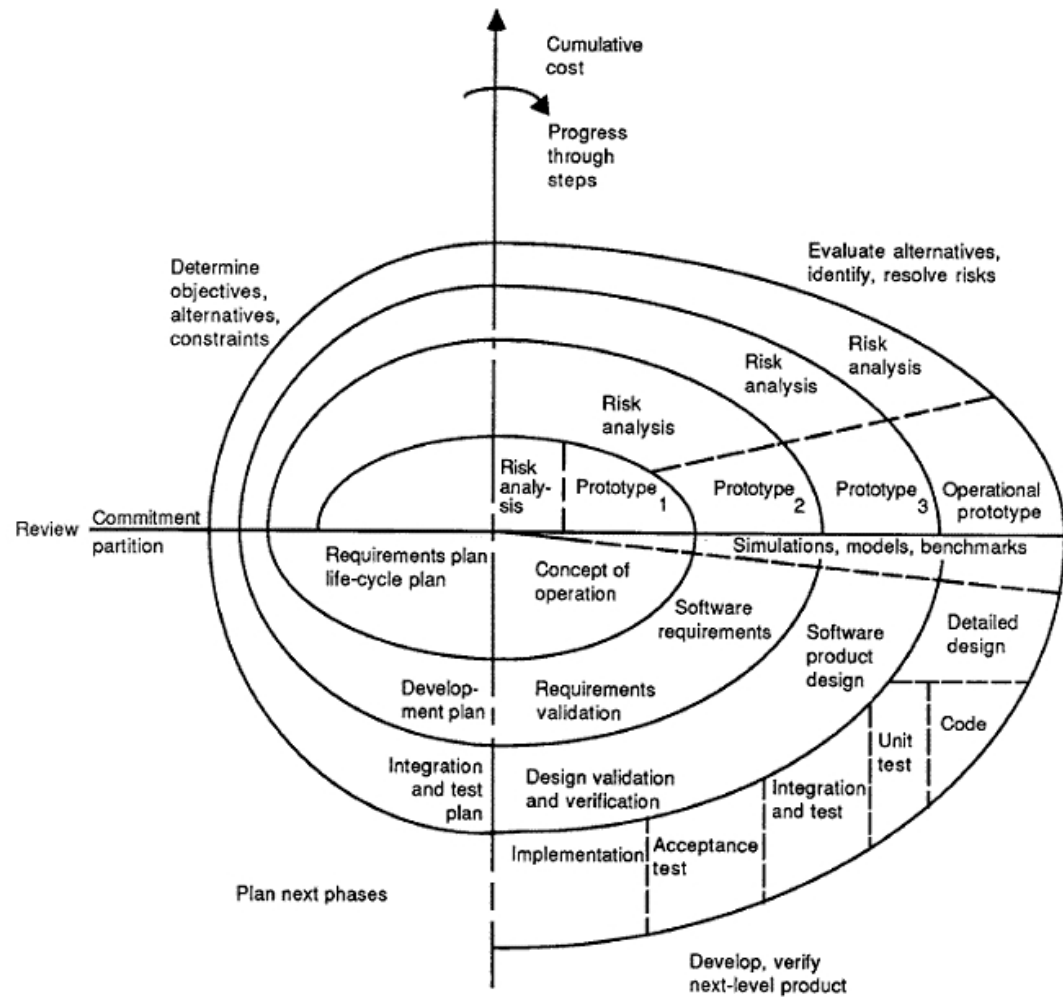 Cumulative
cost
Progress
through
steps
Evaluate alternatives,
identify, resolve risks
Determine
objectives,
alternatives,
constraints
Risk
analysis
Risk
analysis
Risk
analysis
Risk
analy-
sis
Prototype
1
Prototype
2
Prototype
3
Operational
prototype
Review
Commitment
partition
Simulations, models, benchmarks
Requirements plan
life-cycle plan
Concept of
operation
Software
requirements
Software
product
design
Detailed
design
Develop-
ment plan
Requirements
validation
Code
Unit
test
Integration
and test
plan
Design validation
and verification
Integration
and test
Acceptance
test
Implementation
Plan next phases
Develop, verify
next-level product